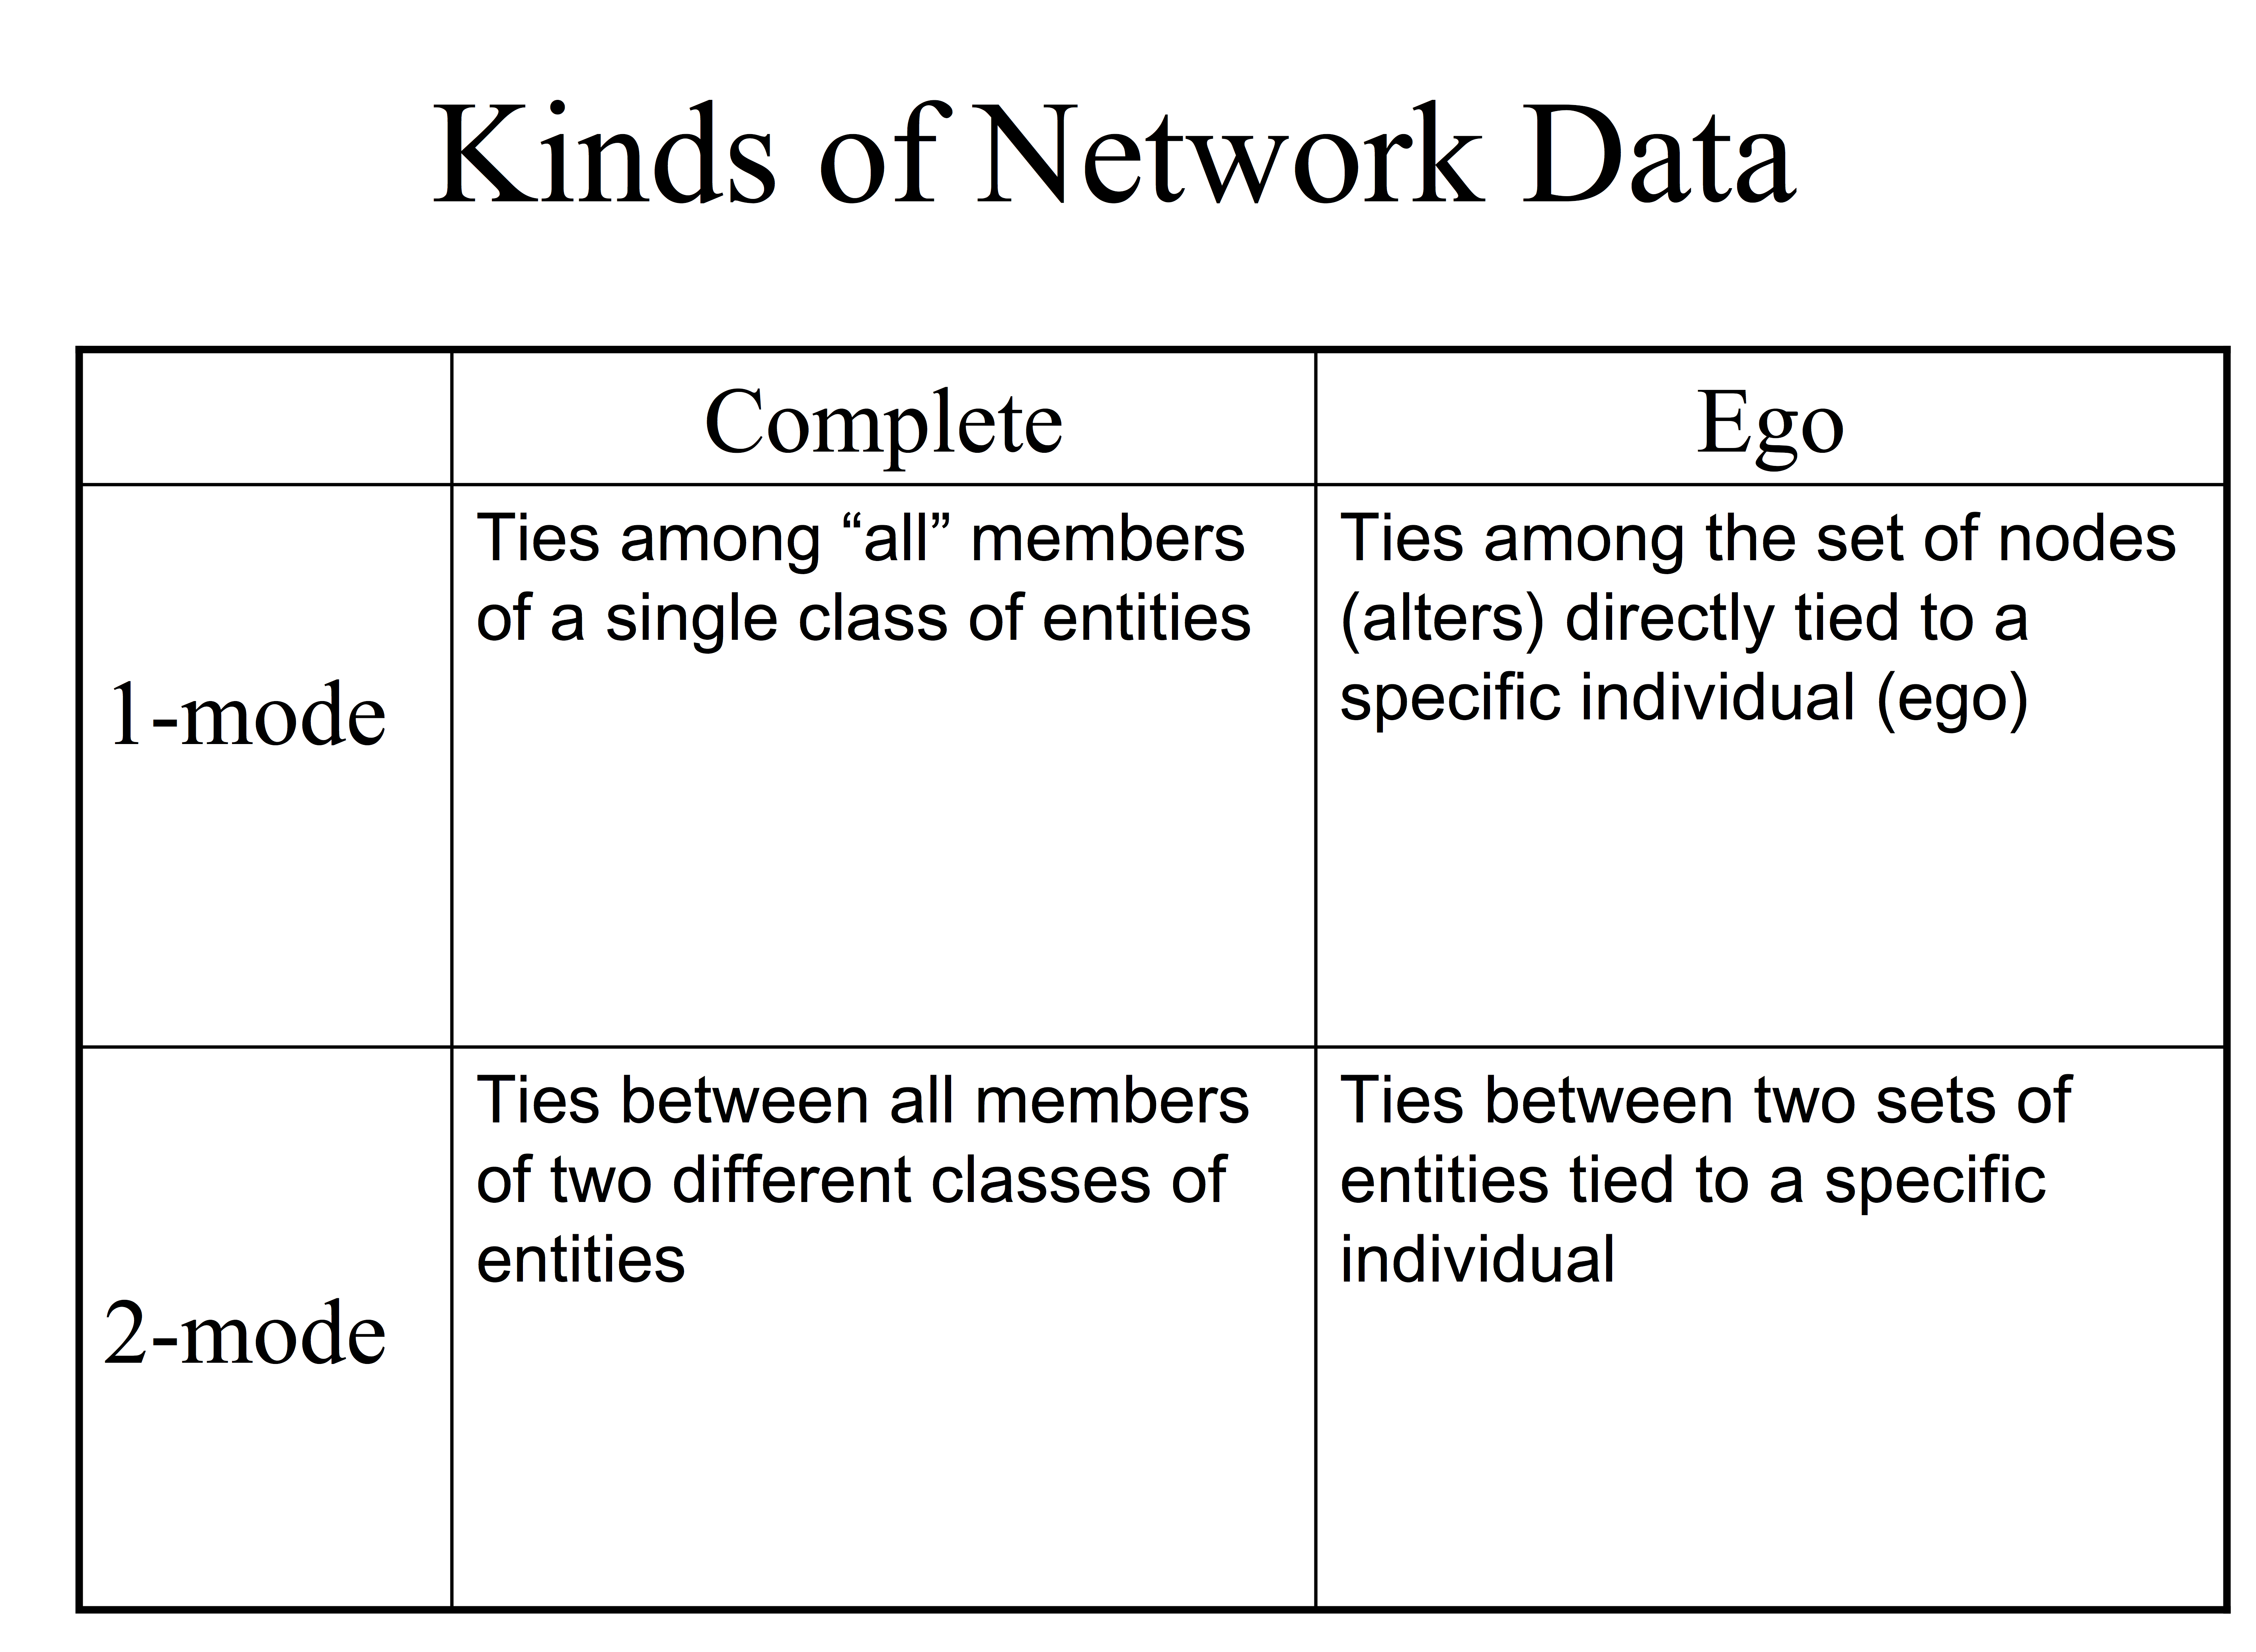 Kinds of Network Data
Complete
Ego
1-mode
Ties among “all” members
of a single class of entities
Ties among the set of nodes
(alters) directly tied to a
specific individual (ego)
2-mode
Ties between all members
of two different classes of
entities
Ties between two sets of
entities tied to a specific
individual